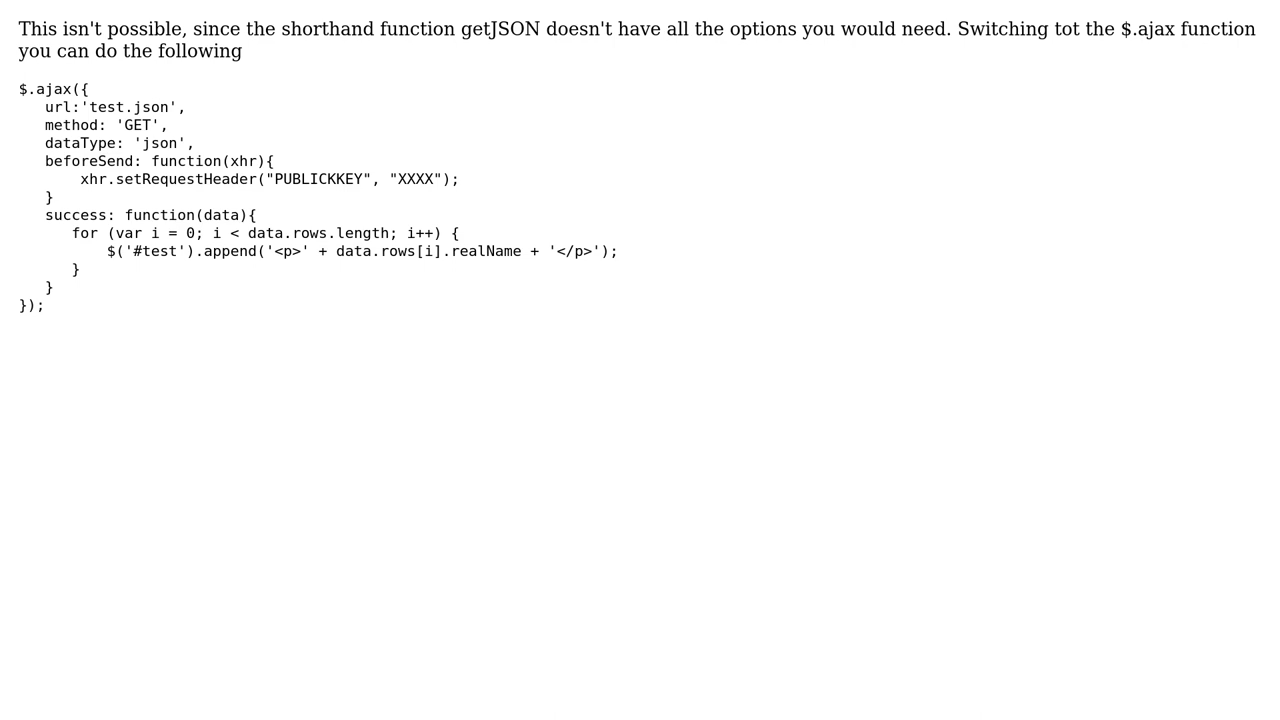 This isn't possible, since the shorthand function getJSON doesn't have all the options you would need. Switching tot the $.ajax function
you can do the following
$.ajax({
   url:'test.json',
   method: 'GET',
   dataType: 'json',
   beforeSend: function(xhr){
       xhr.setRequestHeader("PUBLICKKEY", "XXXX");
   }
   success: function(data){
      for (var i = 0; i < data.rows.length; i++) {
          $('#test').append('<p>' + data.rows[i].realName + '</p>');
      }
   }
});